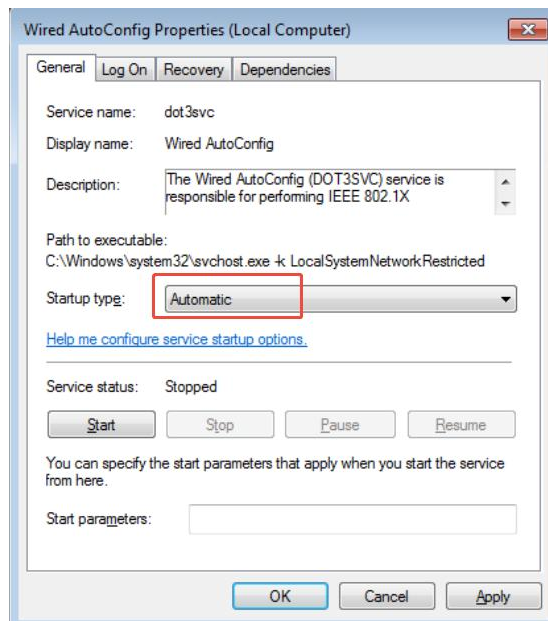 Wired AutoConfig Properties (Local Computer)
General Log On Recovery Dependencies
Service name: dot3svc
Display name: Wired AutoConfig
Description: The Wired AutoConfig (DOT3SVC) service is
responsible for performing IEEE 802.1X
Path to executable:
C:\Windows\system32\svchost.exe -k LocalSystemNetworkRestricted
Startup type: Automatic
Help me configure service startup options.
Service status: Stopped
Start Stop Pause Resume
You can specify the start parameters that apply when you start the service
from here.
Start parameters:
OK Cancel Apply